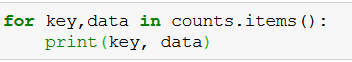 for key,data in counts.items():
    print(key, data)